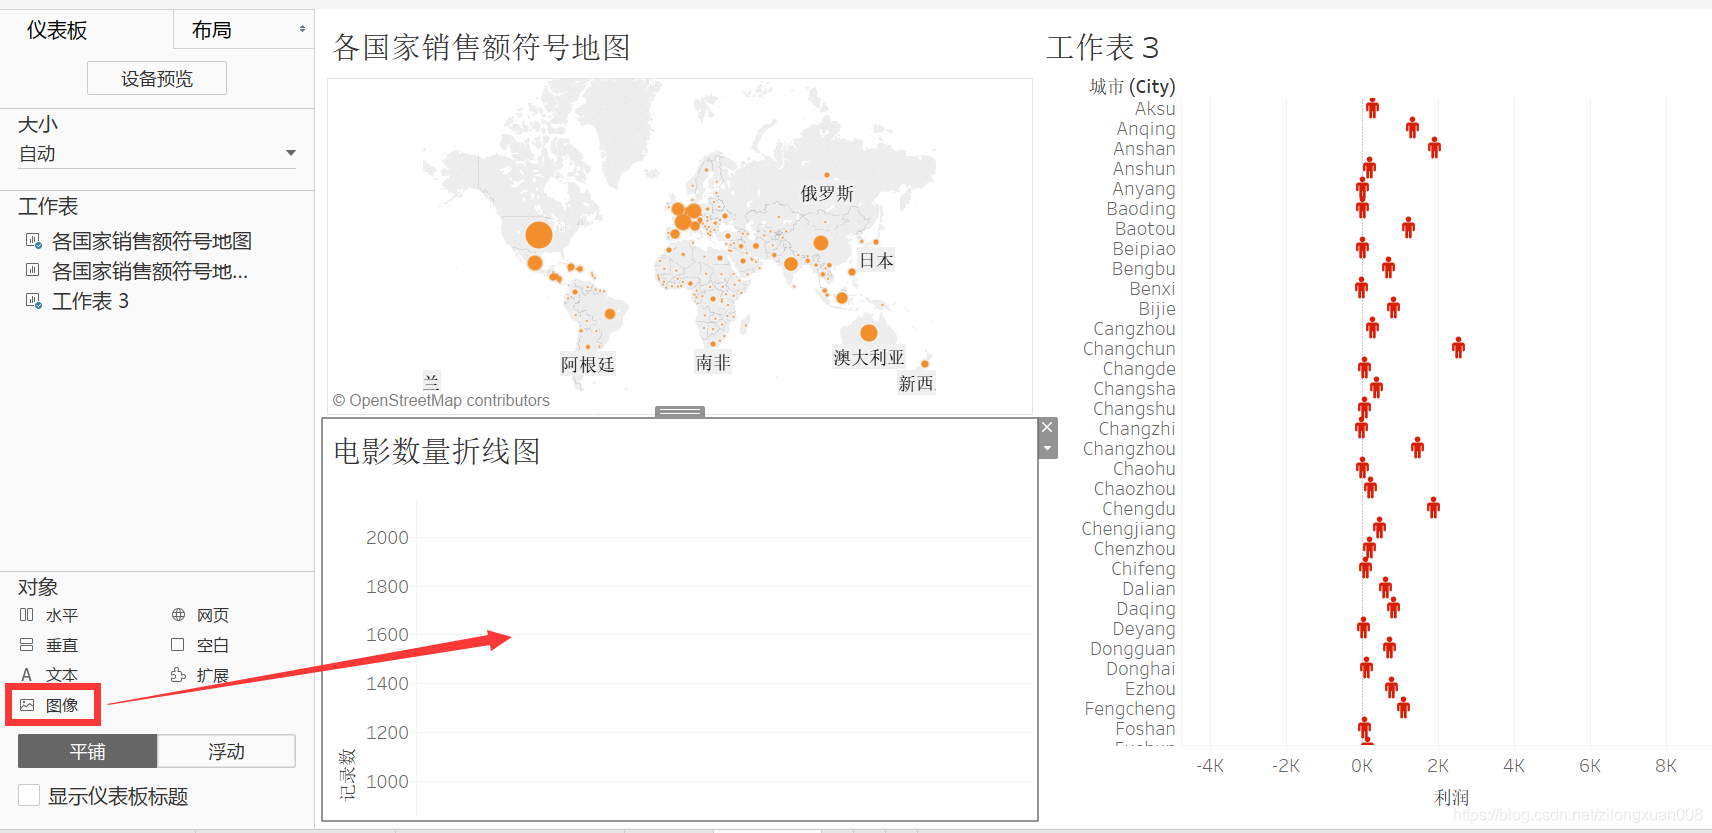 仪表板
布局
设备预览
大小
自动
工作表
各国家销售额符号地图
各国家销售额符号地...
工作表 3
对象
水平
网页
垂直
空白
A 文本
扩展
图像
平铺
浮动
显示仪表板标题
各国家销售额符号地图
俄罗斯
日本
阿根廷
南非
澳大利亚
新西
兰
© OpenStreetMap contributors
电影数量折线图
2000
1800
1600
1400
1200
1000
记录数
工作表 3
城市 (City)
Aksu
Anqing
Anshan
Anshun
Anyang
Baoding
Baotou
Beipiao
Bengbu
Benxi
Bijie
Cangzhou
Changchun
Changde
Changsha
Changshu
Changzhi
Changzhou
Chaohu
Chaozhou
Chengdu
Chengjiang
Chenzhou
Chifeng
Dalian
Daqing
Deyang
Dongguan
Donghai
Ezhou
Fengcheng
Foshan
-4K -2K 0K 2K 4K 6K 8K
利润
https://blog.csdn.net/zilongxuan008